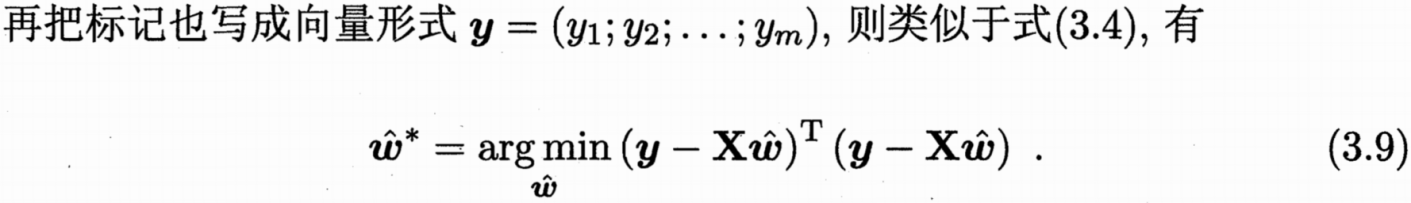 再把标记也写成向量形式 y = (y₁; y₂; …; yₘ), 则类似于式(3.4), 有
ŵ* = arg min (y − Xŵ)ᵀ (y − Xŵ) . (3.9)
ŵ